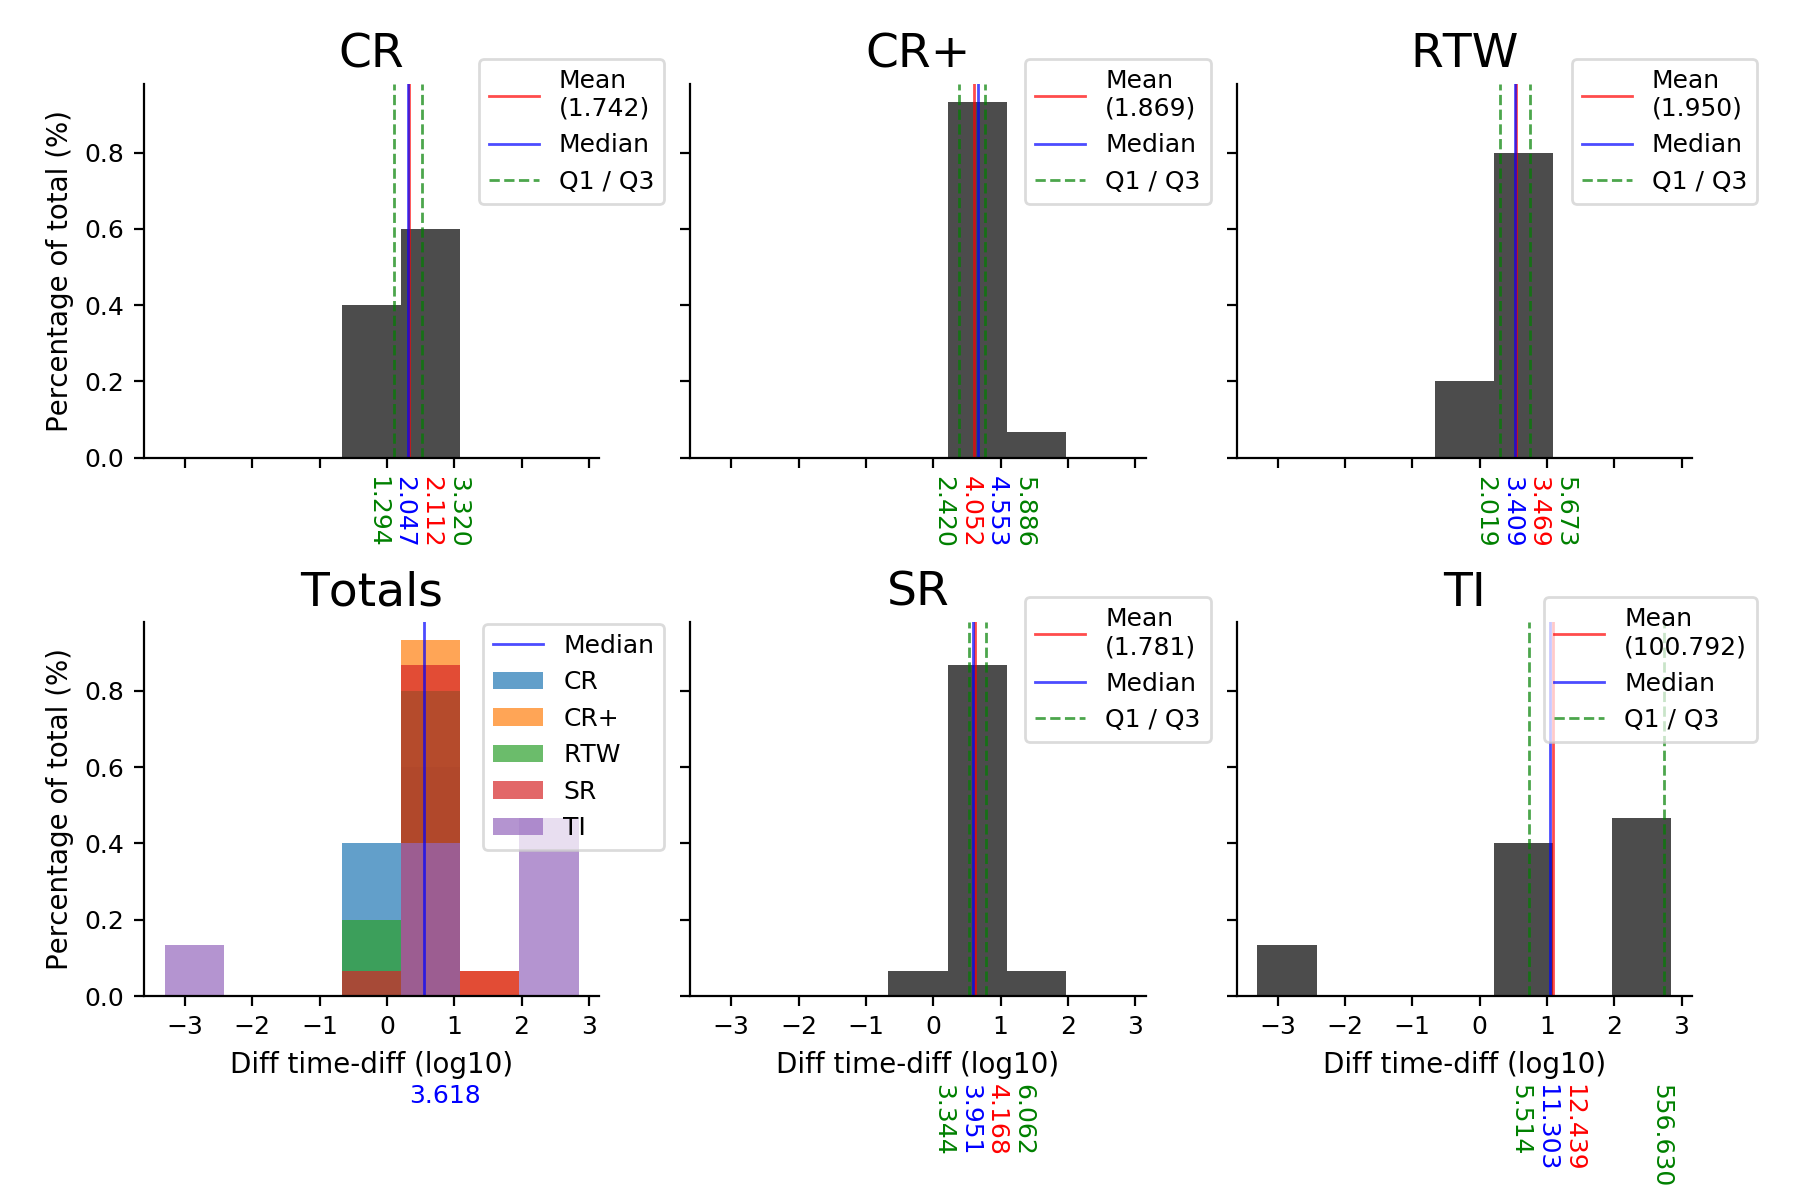 CR
Mean
(1.742)
Median
Q1 / Q3
Percentage of total (%)
0.8
0.6
0.4
0.2
0.0
1.294
2.047
2.112
3.320
CR+
Mean
(1.869)
Median
Q1 / Q3
2.420
4.052
4.553
5.886
RTW
Mean
(1.950)
Median
Q1 / Q3
2.019
3.409
3.469
5.673
Totals
Median
CR
CR+
RTW
SR
TI
Percentage of total (%)
0.8
0.6
0.4
0.2
0.0
−3 −2 −1 0 1 2 3
Diff time-diff (log10)
3.618
SR
Mean
(1.781)
Median
Q1 / Q3
−3 −2 −1 0 1 2 3
Diff time-diff (log10)
3.344
3.951
4.168
6.062
TI
Mean
(100.792)
Median
Q1 / Q3
−3 −2 −1 0 1 2 3
Diff time-diff (log10)
5.514
11.303
12.439
556.630